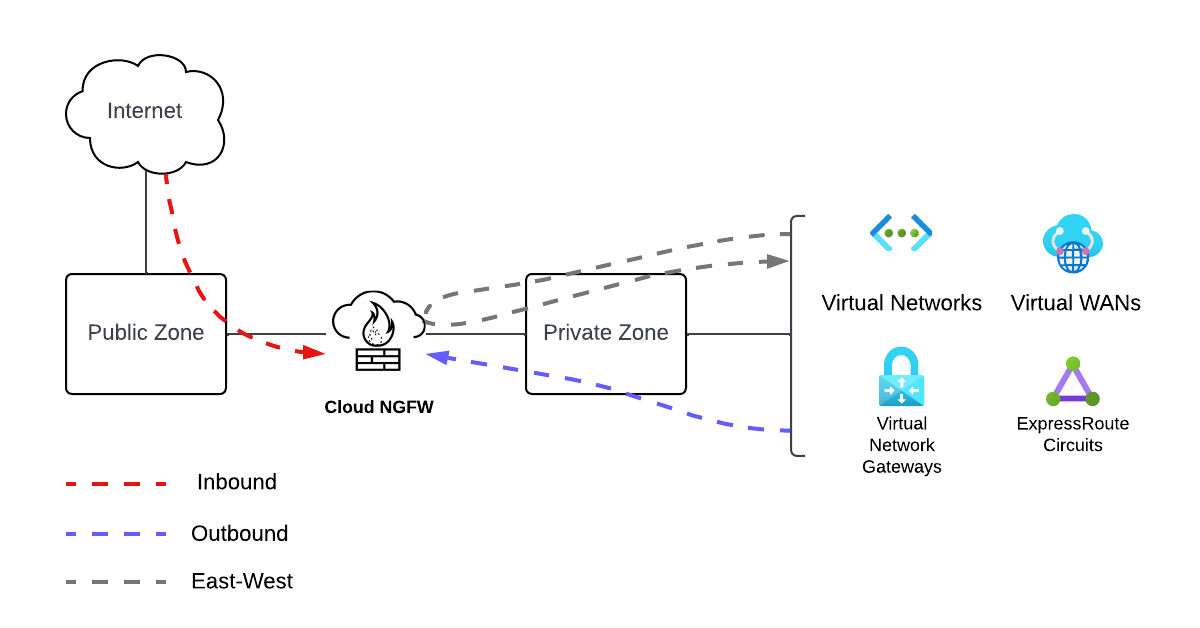 Internet
Public Zone
Cloud NGFW
Private Zone
Virtual Networks
Virtual WANs
Virtual
Network
Gateways
ExpressRoute
Circuits
Inbound
Outbound
East-West